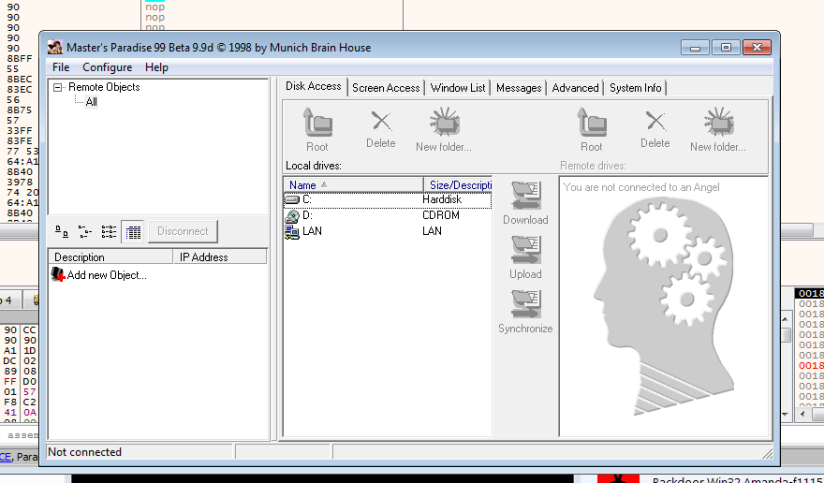 90
90
90
90
90
8BFF
55
8BEC
83EC
56
8B75
57
33FF
83FE
77 53
64:A1
8B40
3978
74 20
64:A1
8B40
nop
nop
nop
Master's Paradise 99 Beta 9.9d © 1998 by Munich Brain House
File Configure Help
Remote Objects
All
Disconnect
Description IP Address
Add new Object...
Disk Access Screen Access Window List Messages Advanced System Info
Root Delete New folder...
Root Delete New folder...
Local drives: Remote drives:
Name Size/Descripti
C: Harddisk
D: CDROM
LAN LAN
Download
Upload
Synchronize
You are not connected to an Angel
Not connected
90 CC
90 90
A1 1D
DC 02
89 08
FF D0
01 57
F8 C2
41 0A
assem
CE, Para
0018
0018
0018
0018
0018
0018
0018
0018
0018
0018
0018
Backdoor Win32 Amanda-f1115